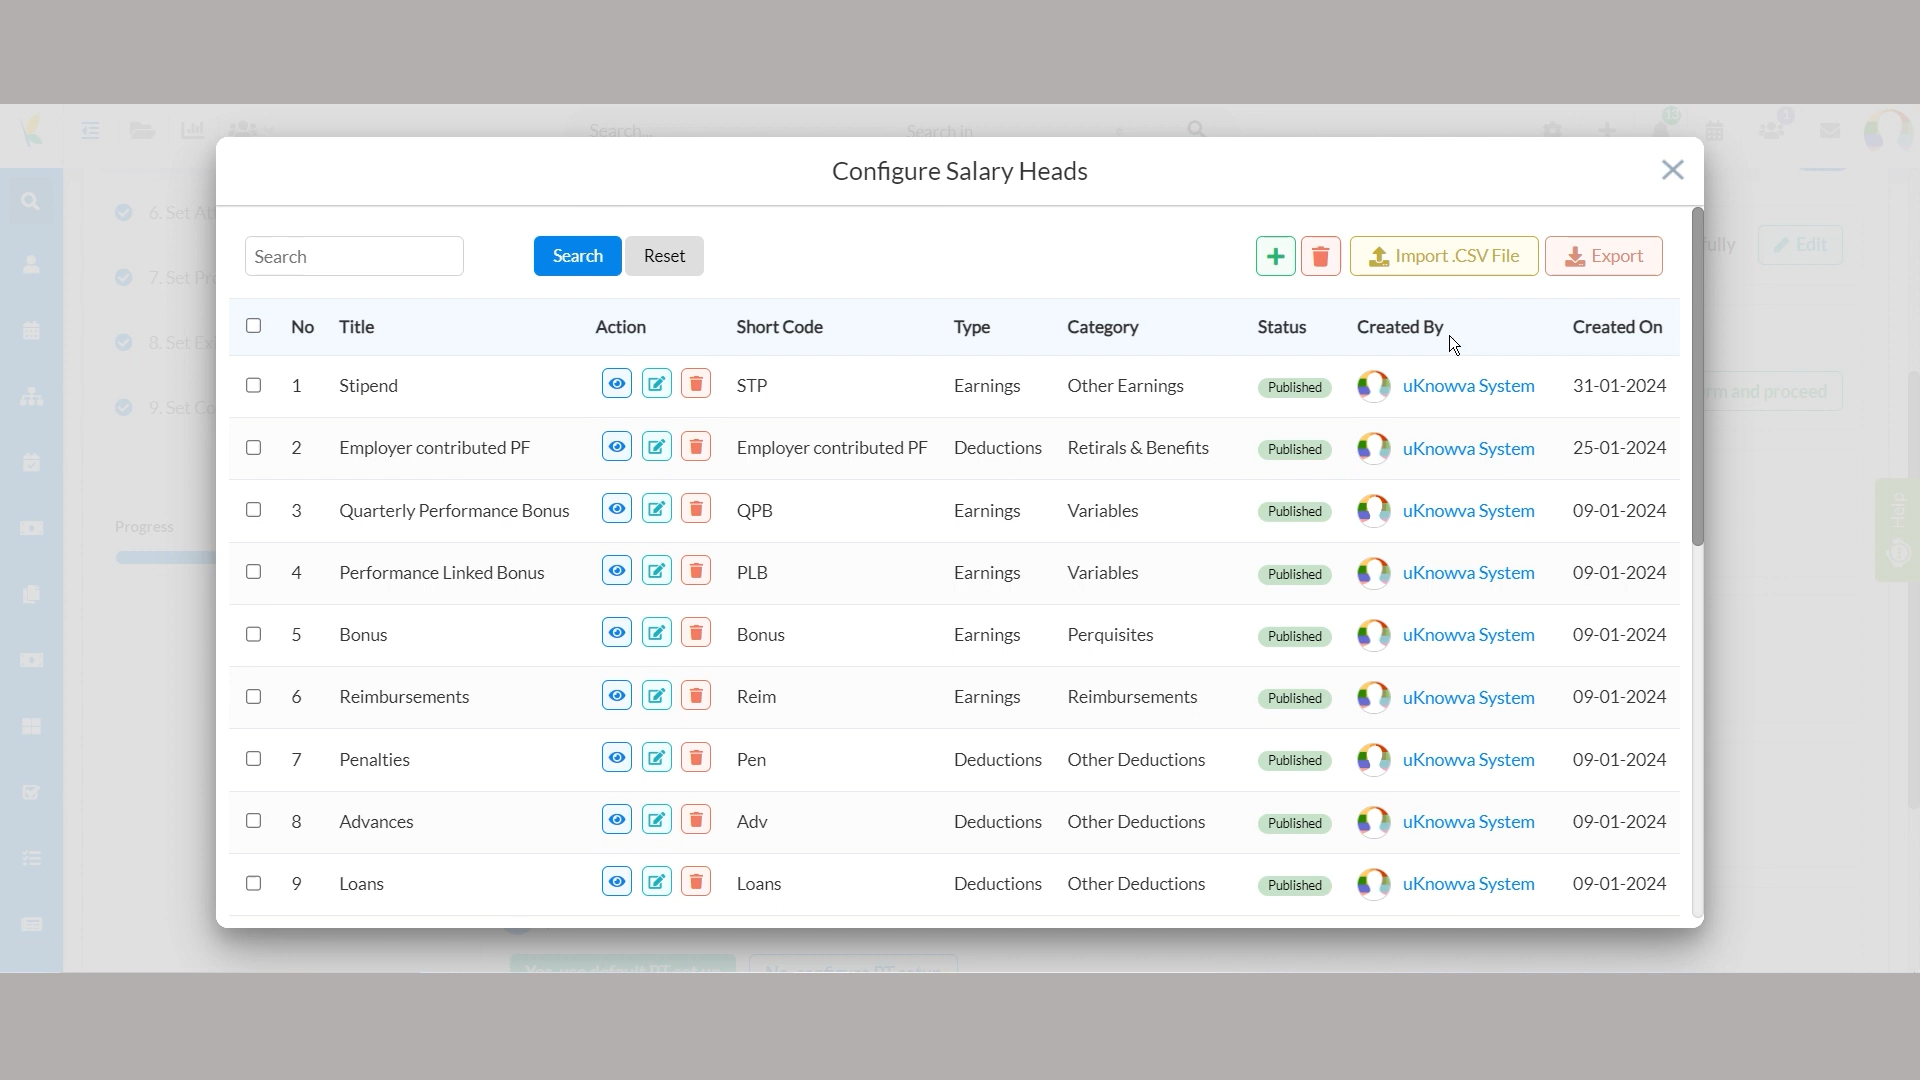 Search...
Search in
13
1
Configure Salary Heads
6. Set At
7. Set Pr
8. Set Ex
9. Set Co
Progress
fully
Edit
rm and proceed
Help
Search
Search
Reset
Import .CSV File
Export
No Title Action Short Code Type Category Status Created By Created On
1 Stipend STP Earnings Other Earnings Published uKnowva System 31-01-2024
2 Employer contributed PF Employer contributed PF Deductions Retirals & Benefits Published uKnowva System 25-01-2024
3 Quarterly Performance Bonus QPB Earnings Variables Published uKnowva System 09-01-2024
4 Performance Linked Bonus PLB Earnings Variables Published uKnowva System 09-01-2024
5 Bonus Bonus Earnings Perquisites Published uKnowva System 09-01-2024
6 Reimbursements Reim Earnings Reimbursements Published uKnowva System 09-01-2024
7 Penalties Pen Deductions Other Deductions Published uKnowva System 09-01-2024
8 Advances Adv Deductions Other Deductions Published uKnowva System 09-01-2024
9 Loans Loans Deductions Other Deductions Published uKnowva System 09-01-2024